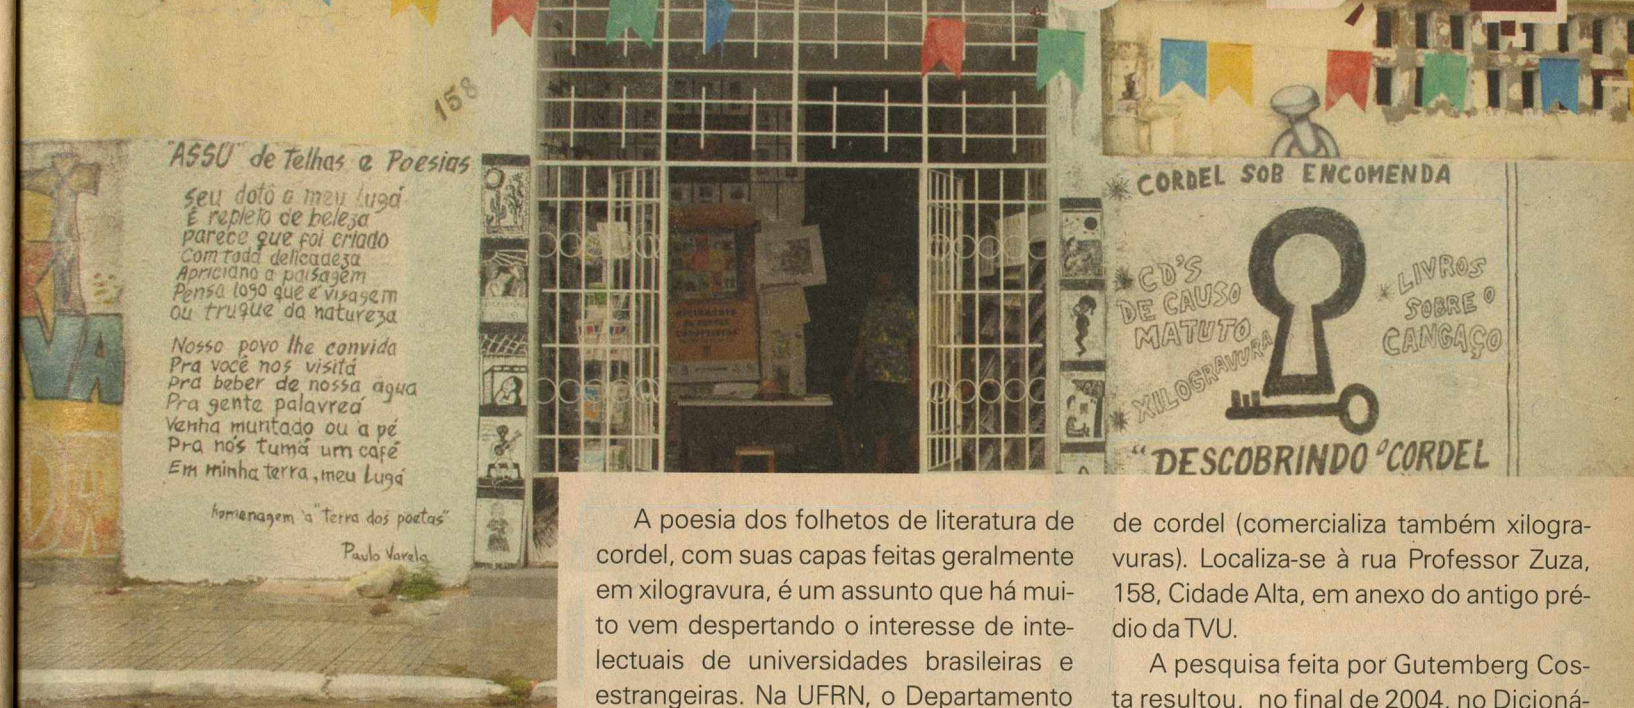 158
"ASSÚ" de Telhas e Poesias
Seu dotô o meu lugá
É repleto de beleza
parece que foi criado
Com toda delicadeza
Apriciano a paisagem
Pensa logo que é visagem
ou truque da natureza
Nosso povo lhe convida
Pra você nos visitá
Pra beber de nossa água
Pra gente palavreá
Venha muntado ou a pé
Pra nós tumá um café
Em minha terra, meu Lugá
homenagem a "terra dos poetas"
Paulo Varela
VA
CORDEL SOB ENCOMENDA
CD'S
DE CAUSO
MATUTO
XILOGRAVURA
LIVROS
SOBRE O
CANGAÇO
"DESCOBRINDO O CORDEL
A poesia dos folhetos de literatura de
cordel, com suas capas feitas geralmente
em xilogravura, é um assunto que há mui-
to vem despertando o interesse de inte-
lectuais de universidades brasileiras e
estrangeiras. Na UFRN, o Departamento
de cordel (comercializa também xilogra-
vuras). Localiza-se à rua Professor Zuza,
158, Cidade Alta, em anexo do antigo pré-
dio da TVU.
A pesquisa feita por Gutemberg Cos-
ta resultou, no final de 2004, no Dicioná-